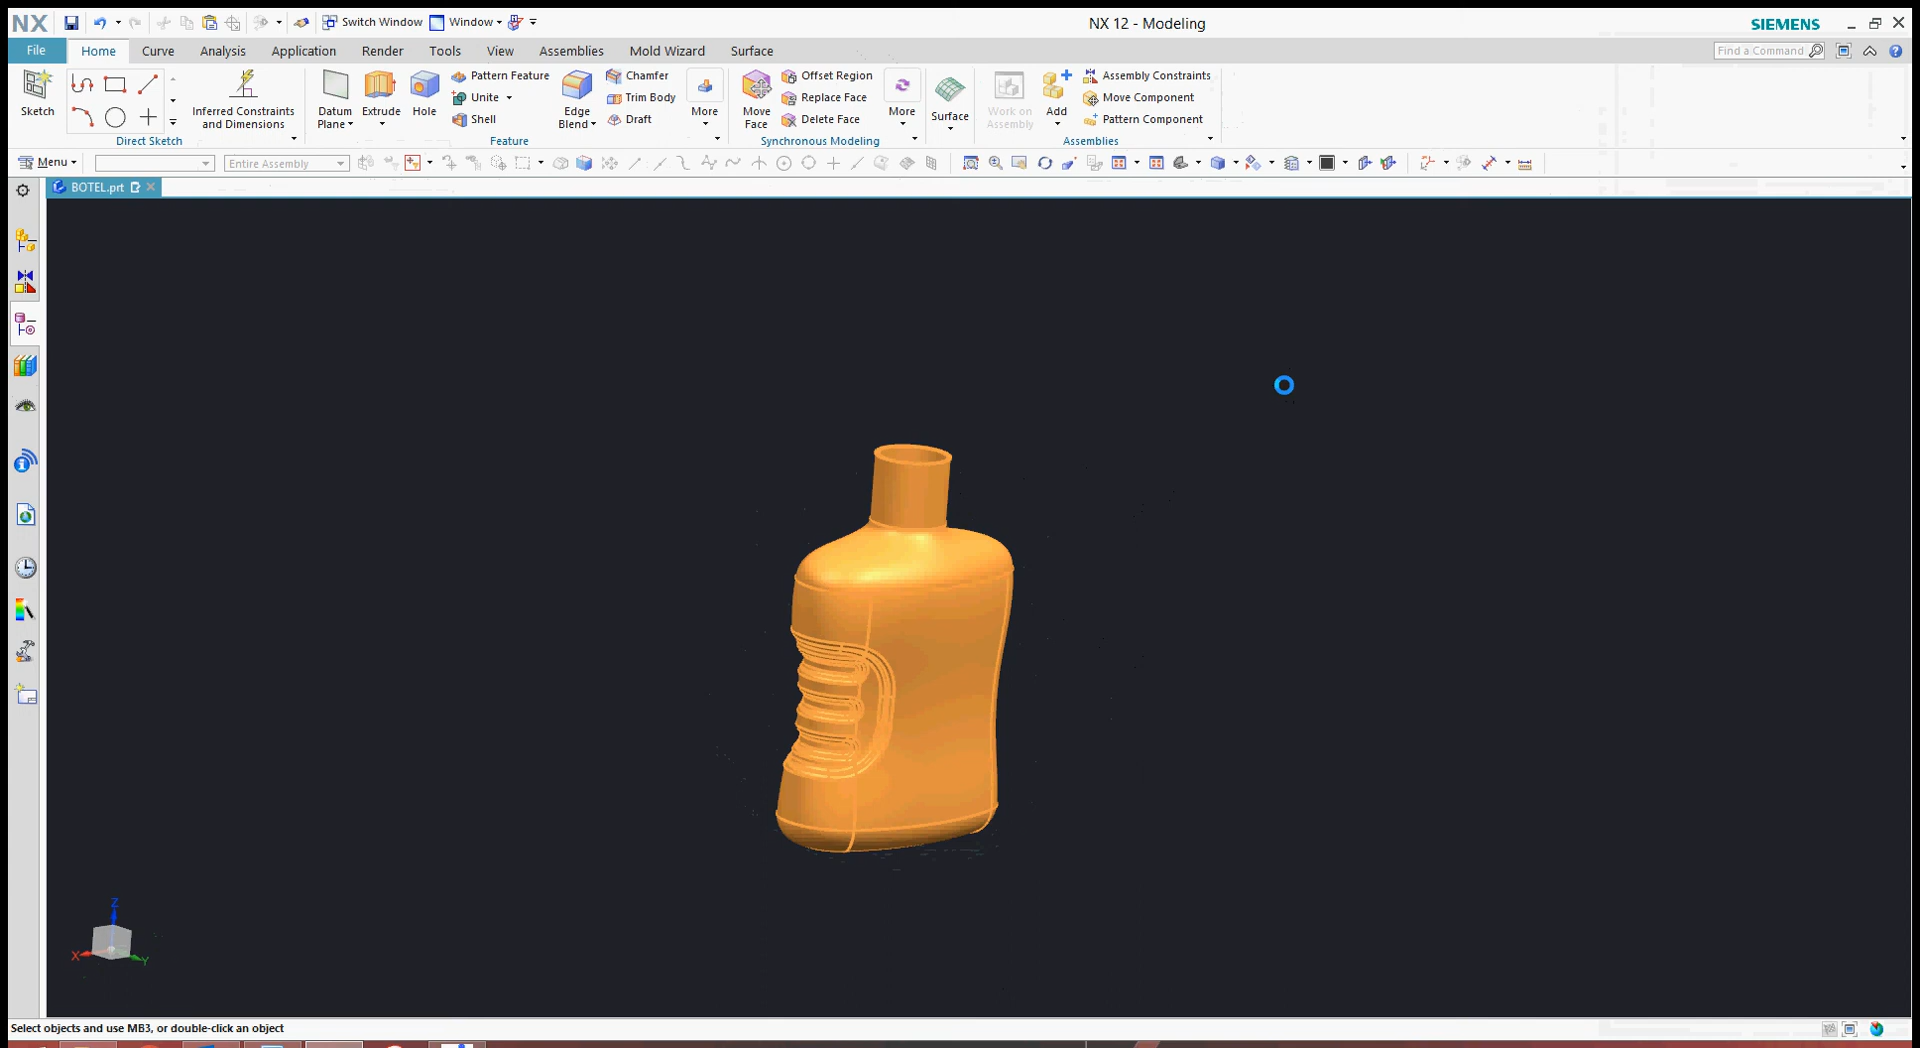 NX
Switch Window
Window
NX 12 - Modeling
SIEMENS
File
Home
Curve
Analysis
Application
Render
Tools
View
Assemblies
Mold Wizard
Surface
Find a Command
Sketch
Direct Sketch
Inferred Constraints
and Dimensions
Datum
Plane
Extrude
Hole
Pattern Feature
Unite
Shell
Edge
Blend
Chamfer
Trim Body
Draft
More
Feature
Move
Face
Offset Region
Replace Face
Delete Face
More
Synchronous Modeling
Surface
Work on
Assembly
Add
Assembly Constraints
Move Component
Pattern Component
Assemblies
Menu
Entire Assembly
BOTEL.prt
Z
X
Y
Select objects and use MB3, or double-click an object